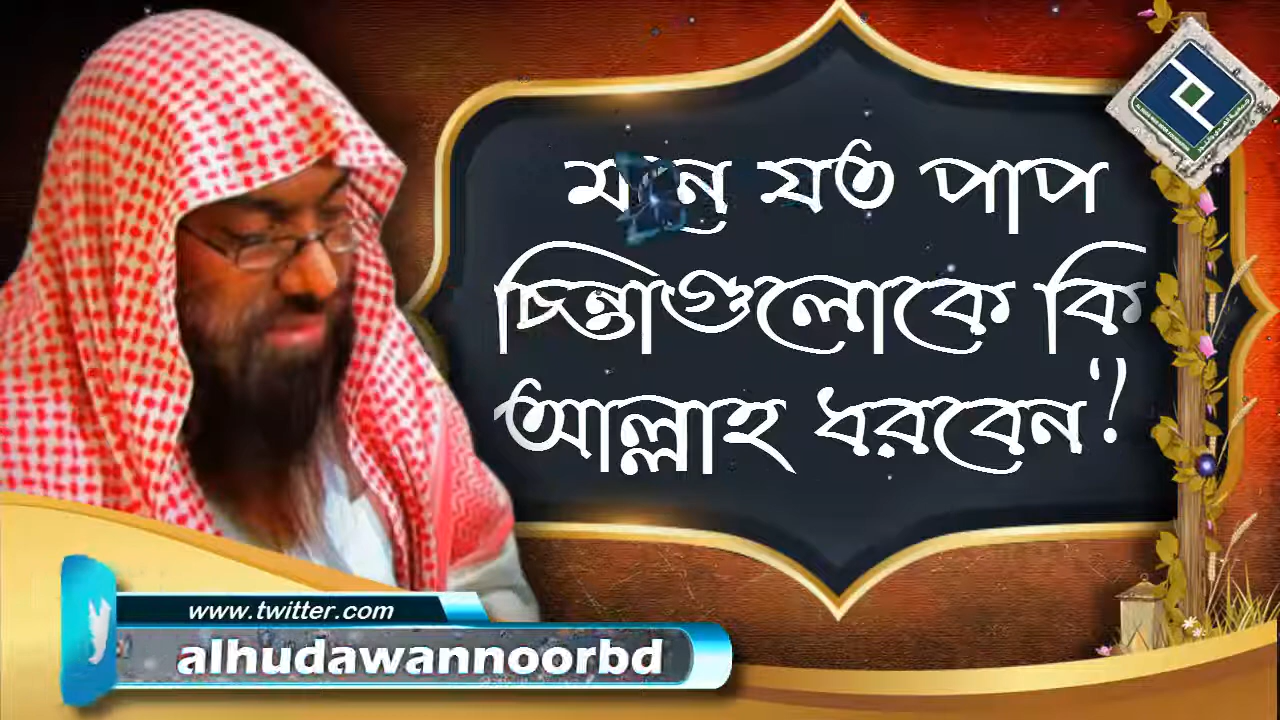 মনে যত পাপ
চিন্তাগুলোকে কি
আল্লাহ ধরবেন?
www.twitter.com
alhudawannoorbd